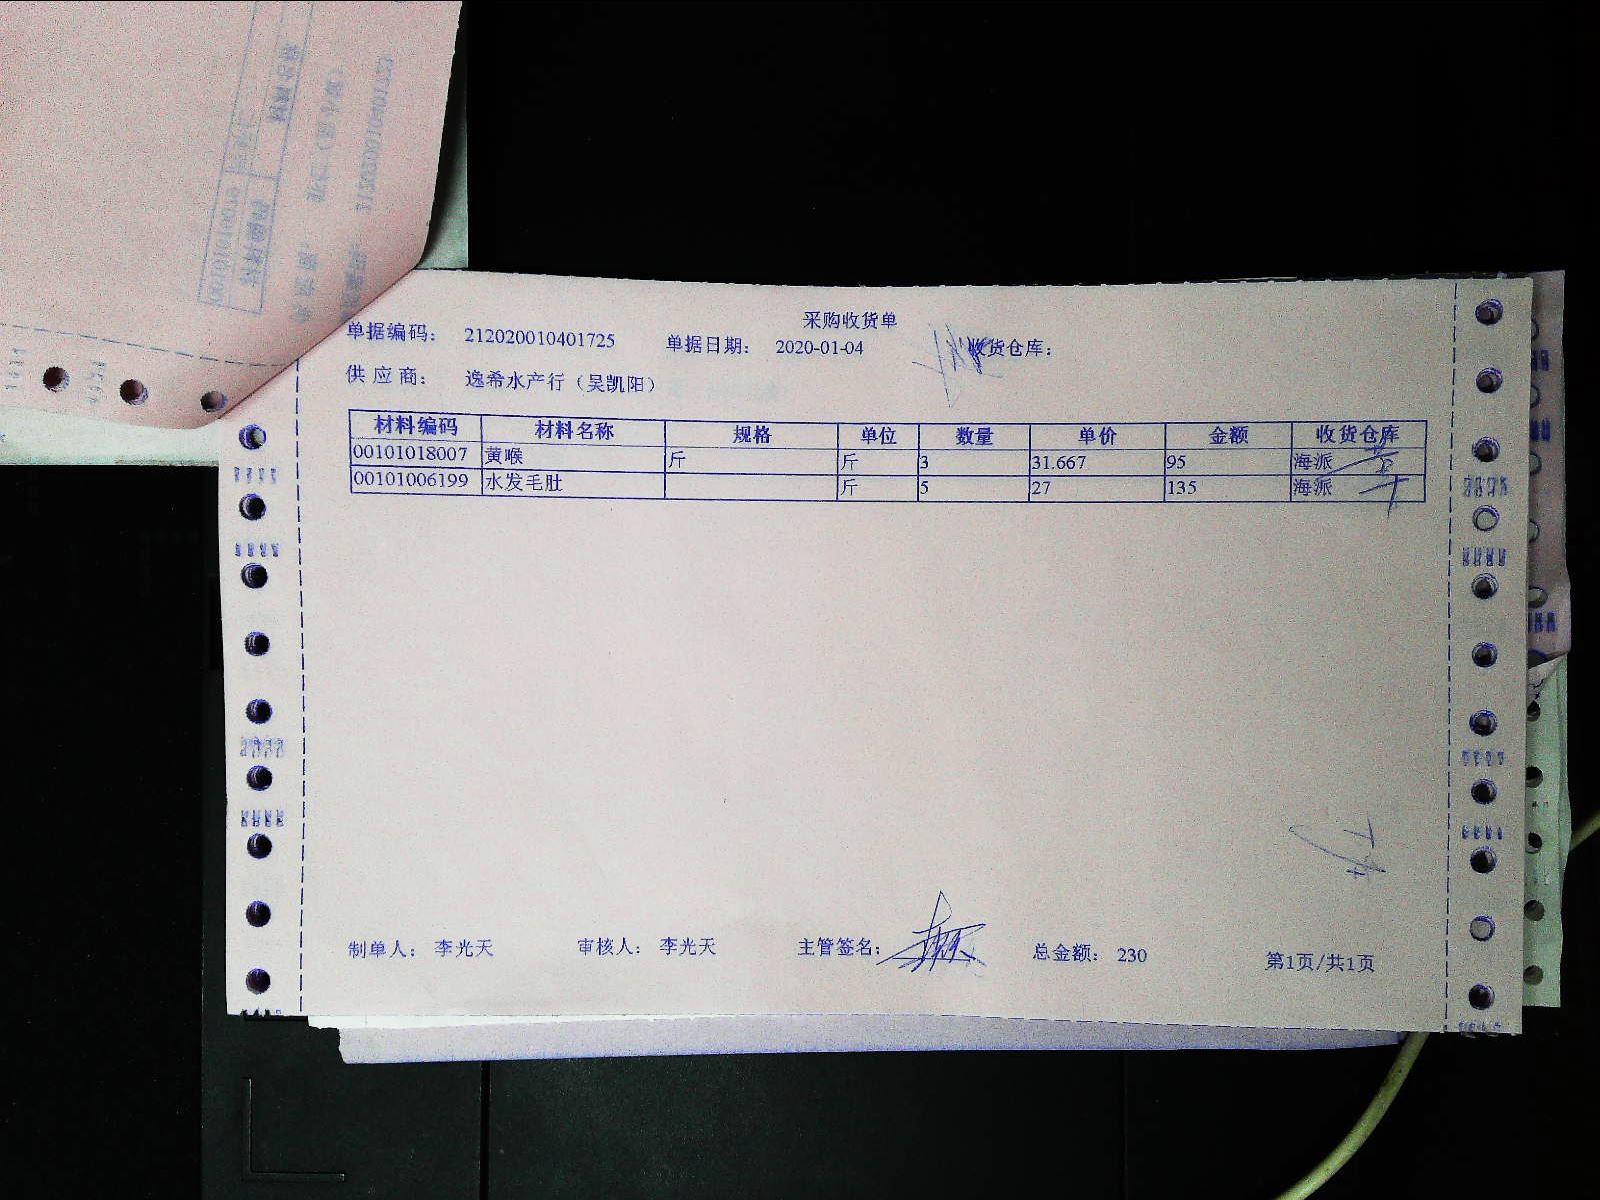 采购收货单
单据编码： 212020010401725 单据日期： 2020-01-04 收货仓库：
供 应 商： 逸希水产行（吴凯阳）
材料编码 材料名称 规格 单位 数量 单价 金额 收货仓库
00101018007 黄喉 斤 斤 3 31.667 95 海派
00101006199 水发毛肚 斤 5 27 135 海派
制单人： 李光天 审核人： 李光天 主管签名： 总金额： 230 第1页/共1页